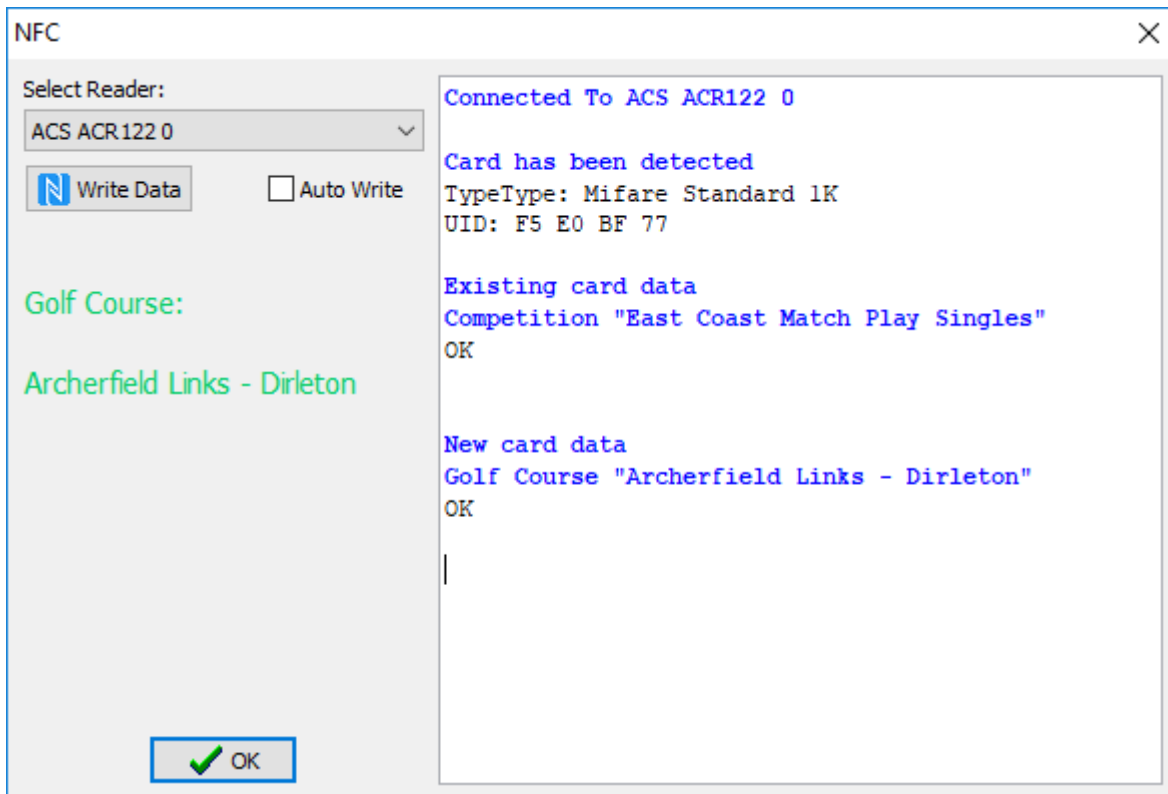 NFC
Select Reader:
ACS ACR122 0
Write Data
Auto Write
Golf Course:
Archerfield Links - Dirleton
OK
Connected To ACS ACR122 0
Card has been detected
TypeType: Mifare Standard 1K
UID: F5 E0 BF 77
Existing card data
Competition "East Coast Match Play Singles"
OK
New card data
Golf Course "Archerfield Links - Dirleton"
OK